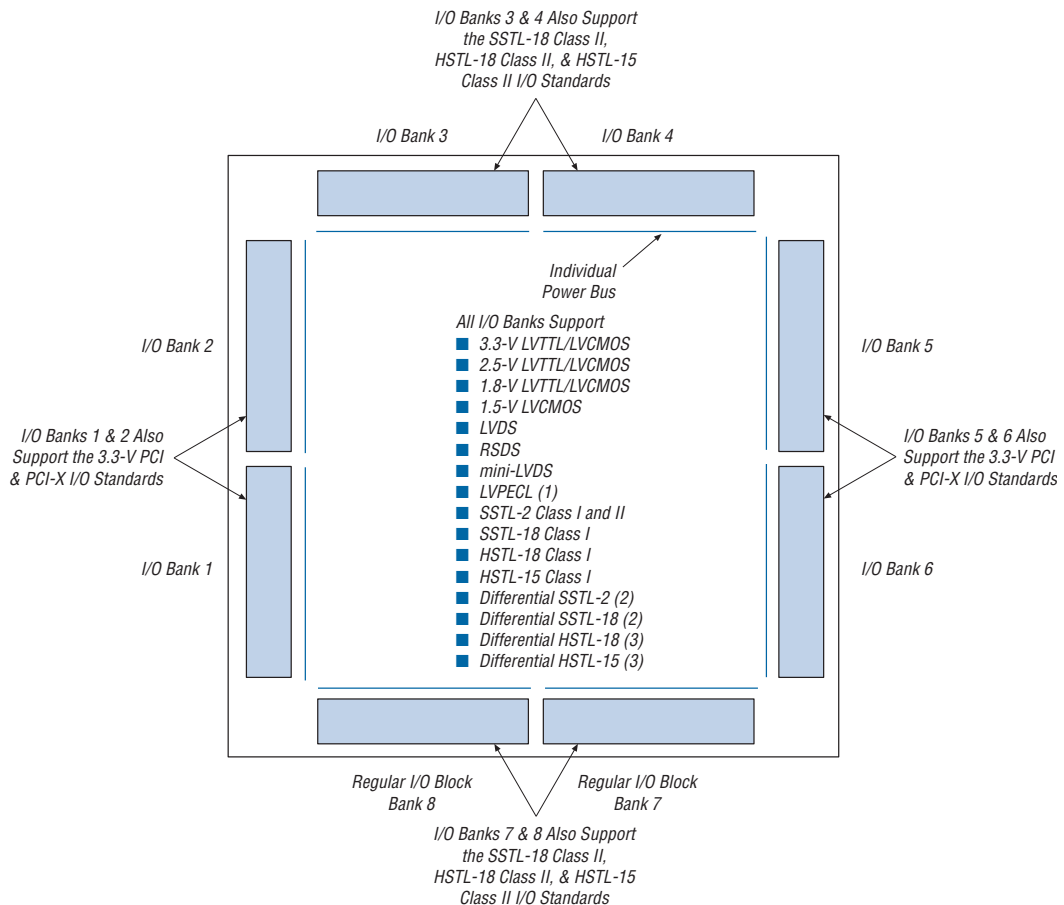 I/O Banks 3 & 4 Also Support
the SSTL-18 Class II,
HSTL-18 Class II, & HSTL-15
Class II I/O Standards
I/O Bank 3
I/O Bank 4
Individual
Power Bus
I/O Bank 2
I/O Bank 5
All I/O Banks Support
3.3-V LVTTL/LVCMOS
2.5-V LVTTL/LVCMOS
1.8-V LVTTL/LVCMOS
1.5-V LVCMOS
LVDS
RSDS
mini-LVDS
LVPECL (1)
SSTL-2 Class I and II
SSTL-18 Class I
HSTL-18 Class I
HSTL-15 Class I
Differential SSTL-2 (2)
Differential SSTL-18 (2)
Differential HSTL-18 (3)
Differential HSTL-15 (3)
I/O Banks 1 & 2 Also
Support the 3.3-V PCI
& PCI-X I/O Standards
I/O Banks 5 & 6 Also
Support the 3.3-V PCI
& PCI-X I/O Standards
I/O Bank 1
I/O Bank 6
Regular I/O Block
Bank 8
Regular I/O Block
Bank 7
I/O Banks 7 & 8 Also Support
the SSTL-18 Class II,
HSTL-18 Class II, & HSTL-15
Class II I/O Standards